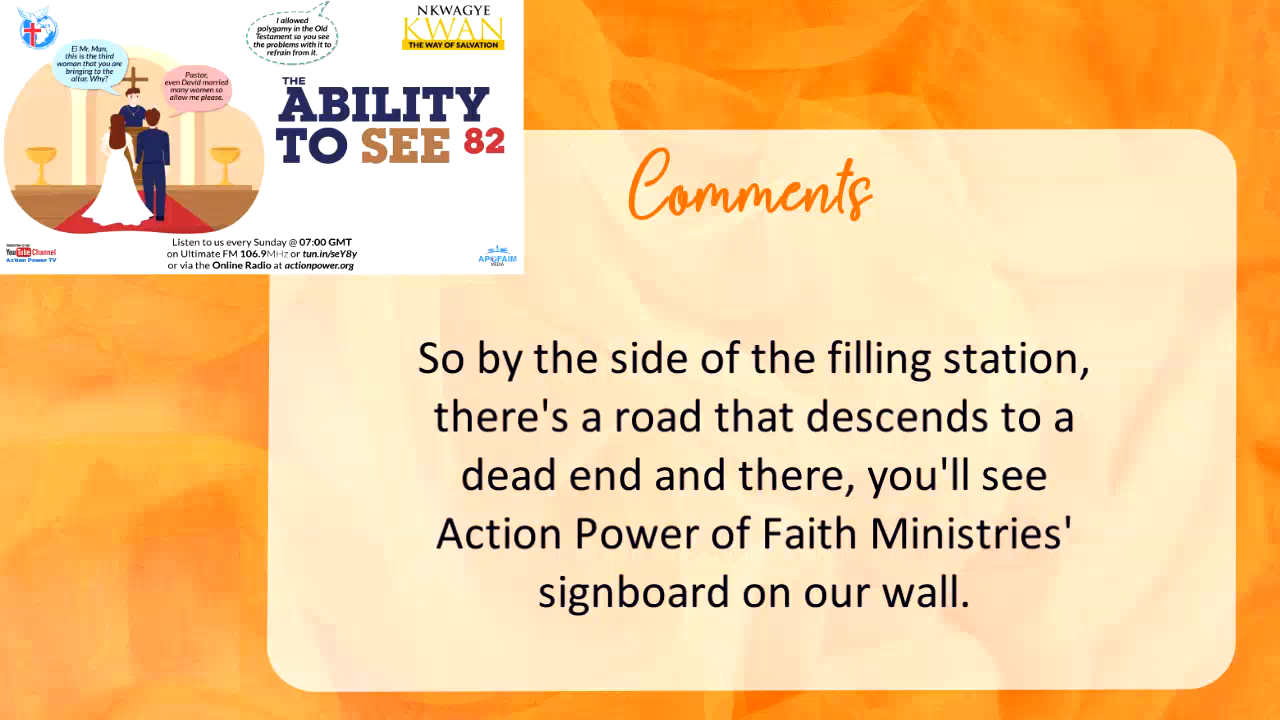 I allowed
polygamy in the Old
Testament so you see
the problems with it to
refrain from it.
NKWAGYE
KWAN
THE WAY OF SALVATION
Ei Mr. Man,
this is the third
woman that you are
bringing to the
altar. Why?
Pastor,
even David married
many women so
allow me please.
THE
ABILITY
TO SEE 82
Listen to us every Sunday @ 07:00 GMT
on Ultimate FM 106.9MHz or tun.in/seY8y
or via the Online Radio at actionpower.org
YouTube Channel
Action Power TV
APOFAIM
MEDIA
Comments
So by the side of the filling station,
there's a road that descends to a
dead end and there, you'll see
Action Power of Faith Ministries'
signboard on our wall.